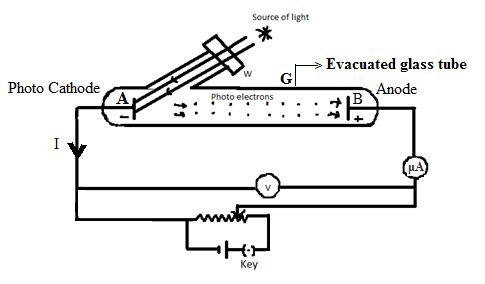 Source of light
W
G
Evacuated glass tube
Photo Cathode
A
Photo electrons
B
Anode
−
+
I
µA
V
Key